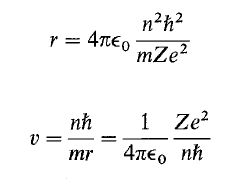 r = 4πϵ₀ n²ℏ² / mZe²
v = nℏ / mr = 1 / 4πϵ₀ Ze² / nℏ